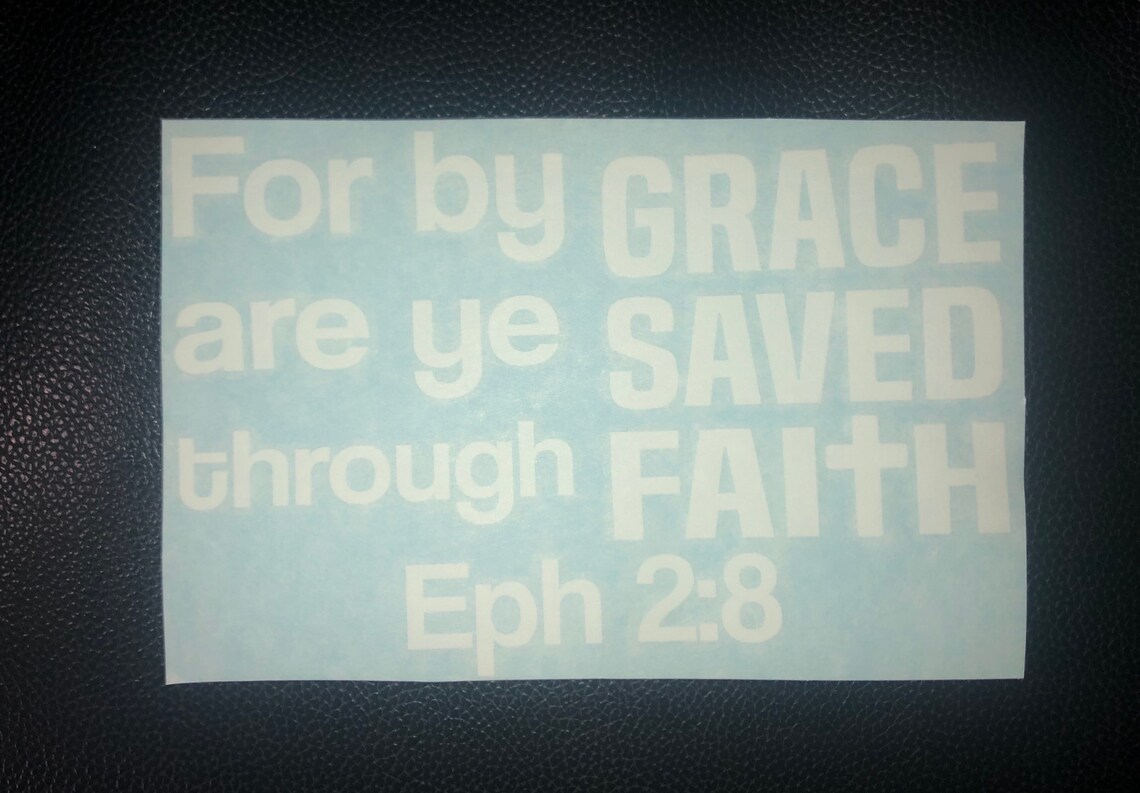 For by GRACE
are ye SAVED
through FAItH
Eph 2:8